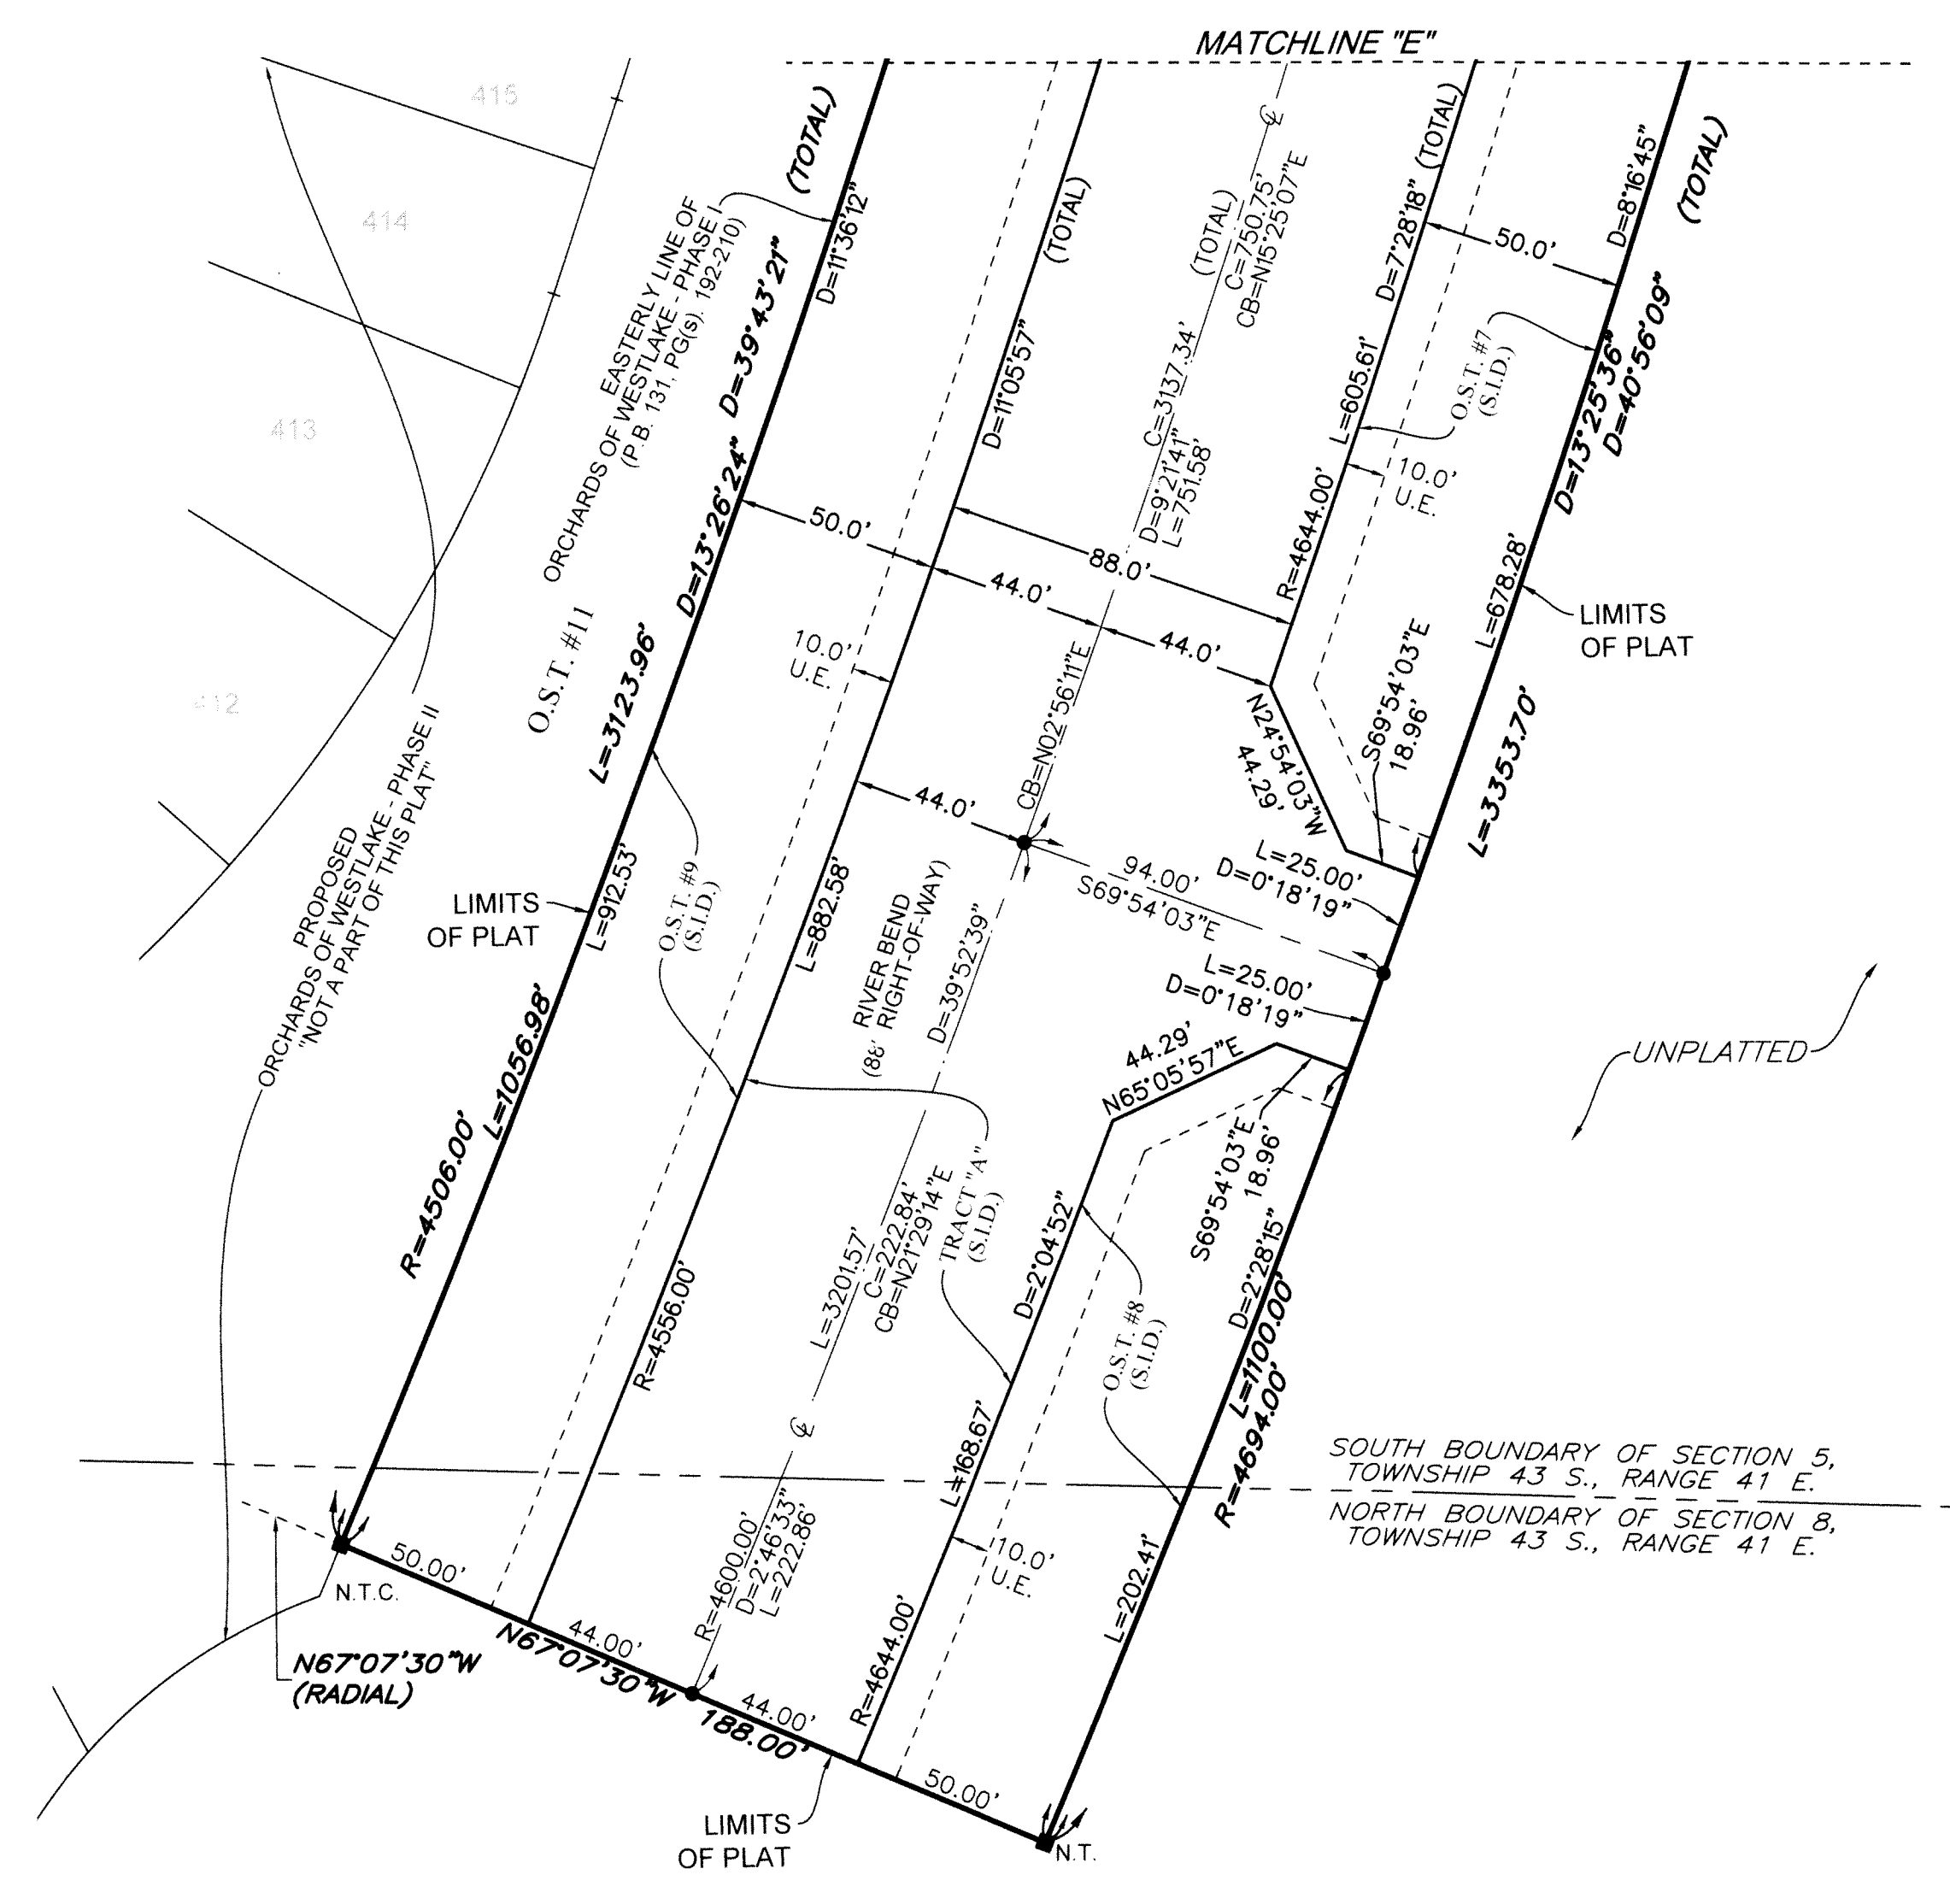 MATCHLINE "E"
415
414
413
412
(TOTAL)
D=11°36'12"
EASTERLY LINE OF
ORCHARDS OF WESTLAKE - PHASE I
(P.B. 131, PG(s). 192-210)
D=39°43'21"
D=13°26'24"
O.S.T. #11
L=3123.96'
L=912.53'
LIMITS
OF PLAT
PROPOSED
ORCHARDS OF WESTLAKE - PHASE II
"NOT A PART OF THIS PLAT"
L=1056.98'
R=4506.00'
(TOTAL)
D=11°05'57"
50.0'
10.0'
U.E.
O.S.T. #9
(S.I.D.)
L=882.58'
R=4556.00'
(TOTAL)
C=750.75'
CB=N15°25'07"E
C=3137.34'
D=9°21'41"
L=751.58'
88.0'
44.0'
44.0'
CB=N02°56'11"E
44.0'
94.00'
S69°54'03"E
RIVER BEND
(88' RIGHT-OF-WAY)
D=39°52'39"
(TOTAL)
D=7°28'18"
L=605.61'
R=4644.00'
50.0'
O.S.T. #7
(S.I.D.)
10.0'
U.E.
D=8°16'45"
(TOTAL)
D=13°25'36"
D=40°56'09"
L=678.28'
LIMITS
OF PLAT
S69°54'03"E
18.96'
N24°54'03"W
44.29'
L=3353.70'
L=25.00'
D=0°18'19"
L=25.00'
D=0°18'19"
44.29'
N65°05'57"E
S69°54'03"E
18.96'
UNPLATTED
TRACT "A"
(S.I.D.)
L=3201.57'
C=222.84'
CB=N21°29'14"E
D=2°04'52"
O.S.T. #8
(S.I.D.)
D=2°28'15"
L=1100.00'
R=4694.00'
L=168.67'
SOUTH BOUNDARY OF SECTION 5,
TOWNSHIP 43 S., RANGE 41 E.
NORTH BOUNDARY OF SECTION 8,
TOWNSHIP 43 S., RANGE 41 E.
R=4600.00'
D=2°46'33"
L=222.86'
10.0'
U.E.
L=202.41'
R=4644.00'
50.00'
N.T.C.
N67°07'30"W
(RADIAL)
44.00'
N67°07'30"W
44.00'
188.00'
50.00'
LIMITS
OF PLAT
N.T.